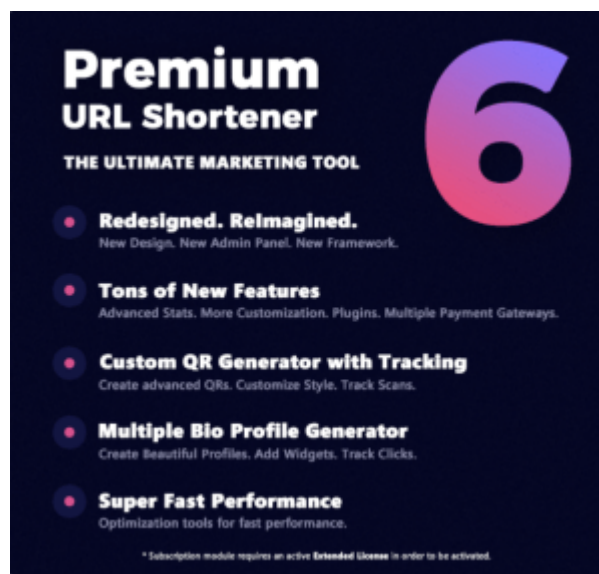 Premium
URL Shortener
6
THE ULTIMATE MARKETING TOOL
Redesigned. ReImagined.
New Design. New Admin Panel. New Framework.
Tons of New Features
Advanced Stats. More Customization. Plugins. Multiple Payment Gateways.
Custom QR Generator with Tracking
Create advanced QRs. Customize Style. Track Scans.
Multiple Bio Profile Generator
Create Beautiful Profiles. Add Widgets. Track Clicks.
Super Fast Performance
Optimization tools for fast performance.
* Subscription module requires an active Extended License in order to be activated.